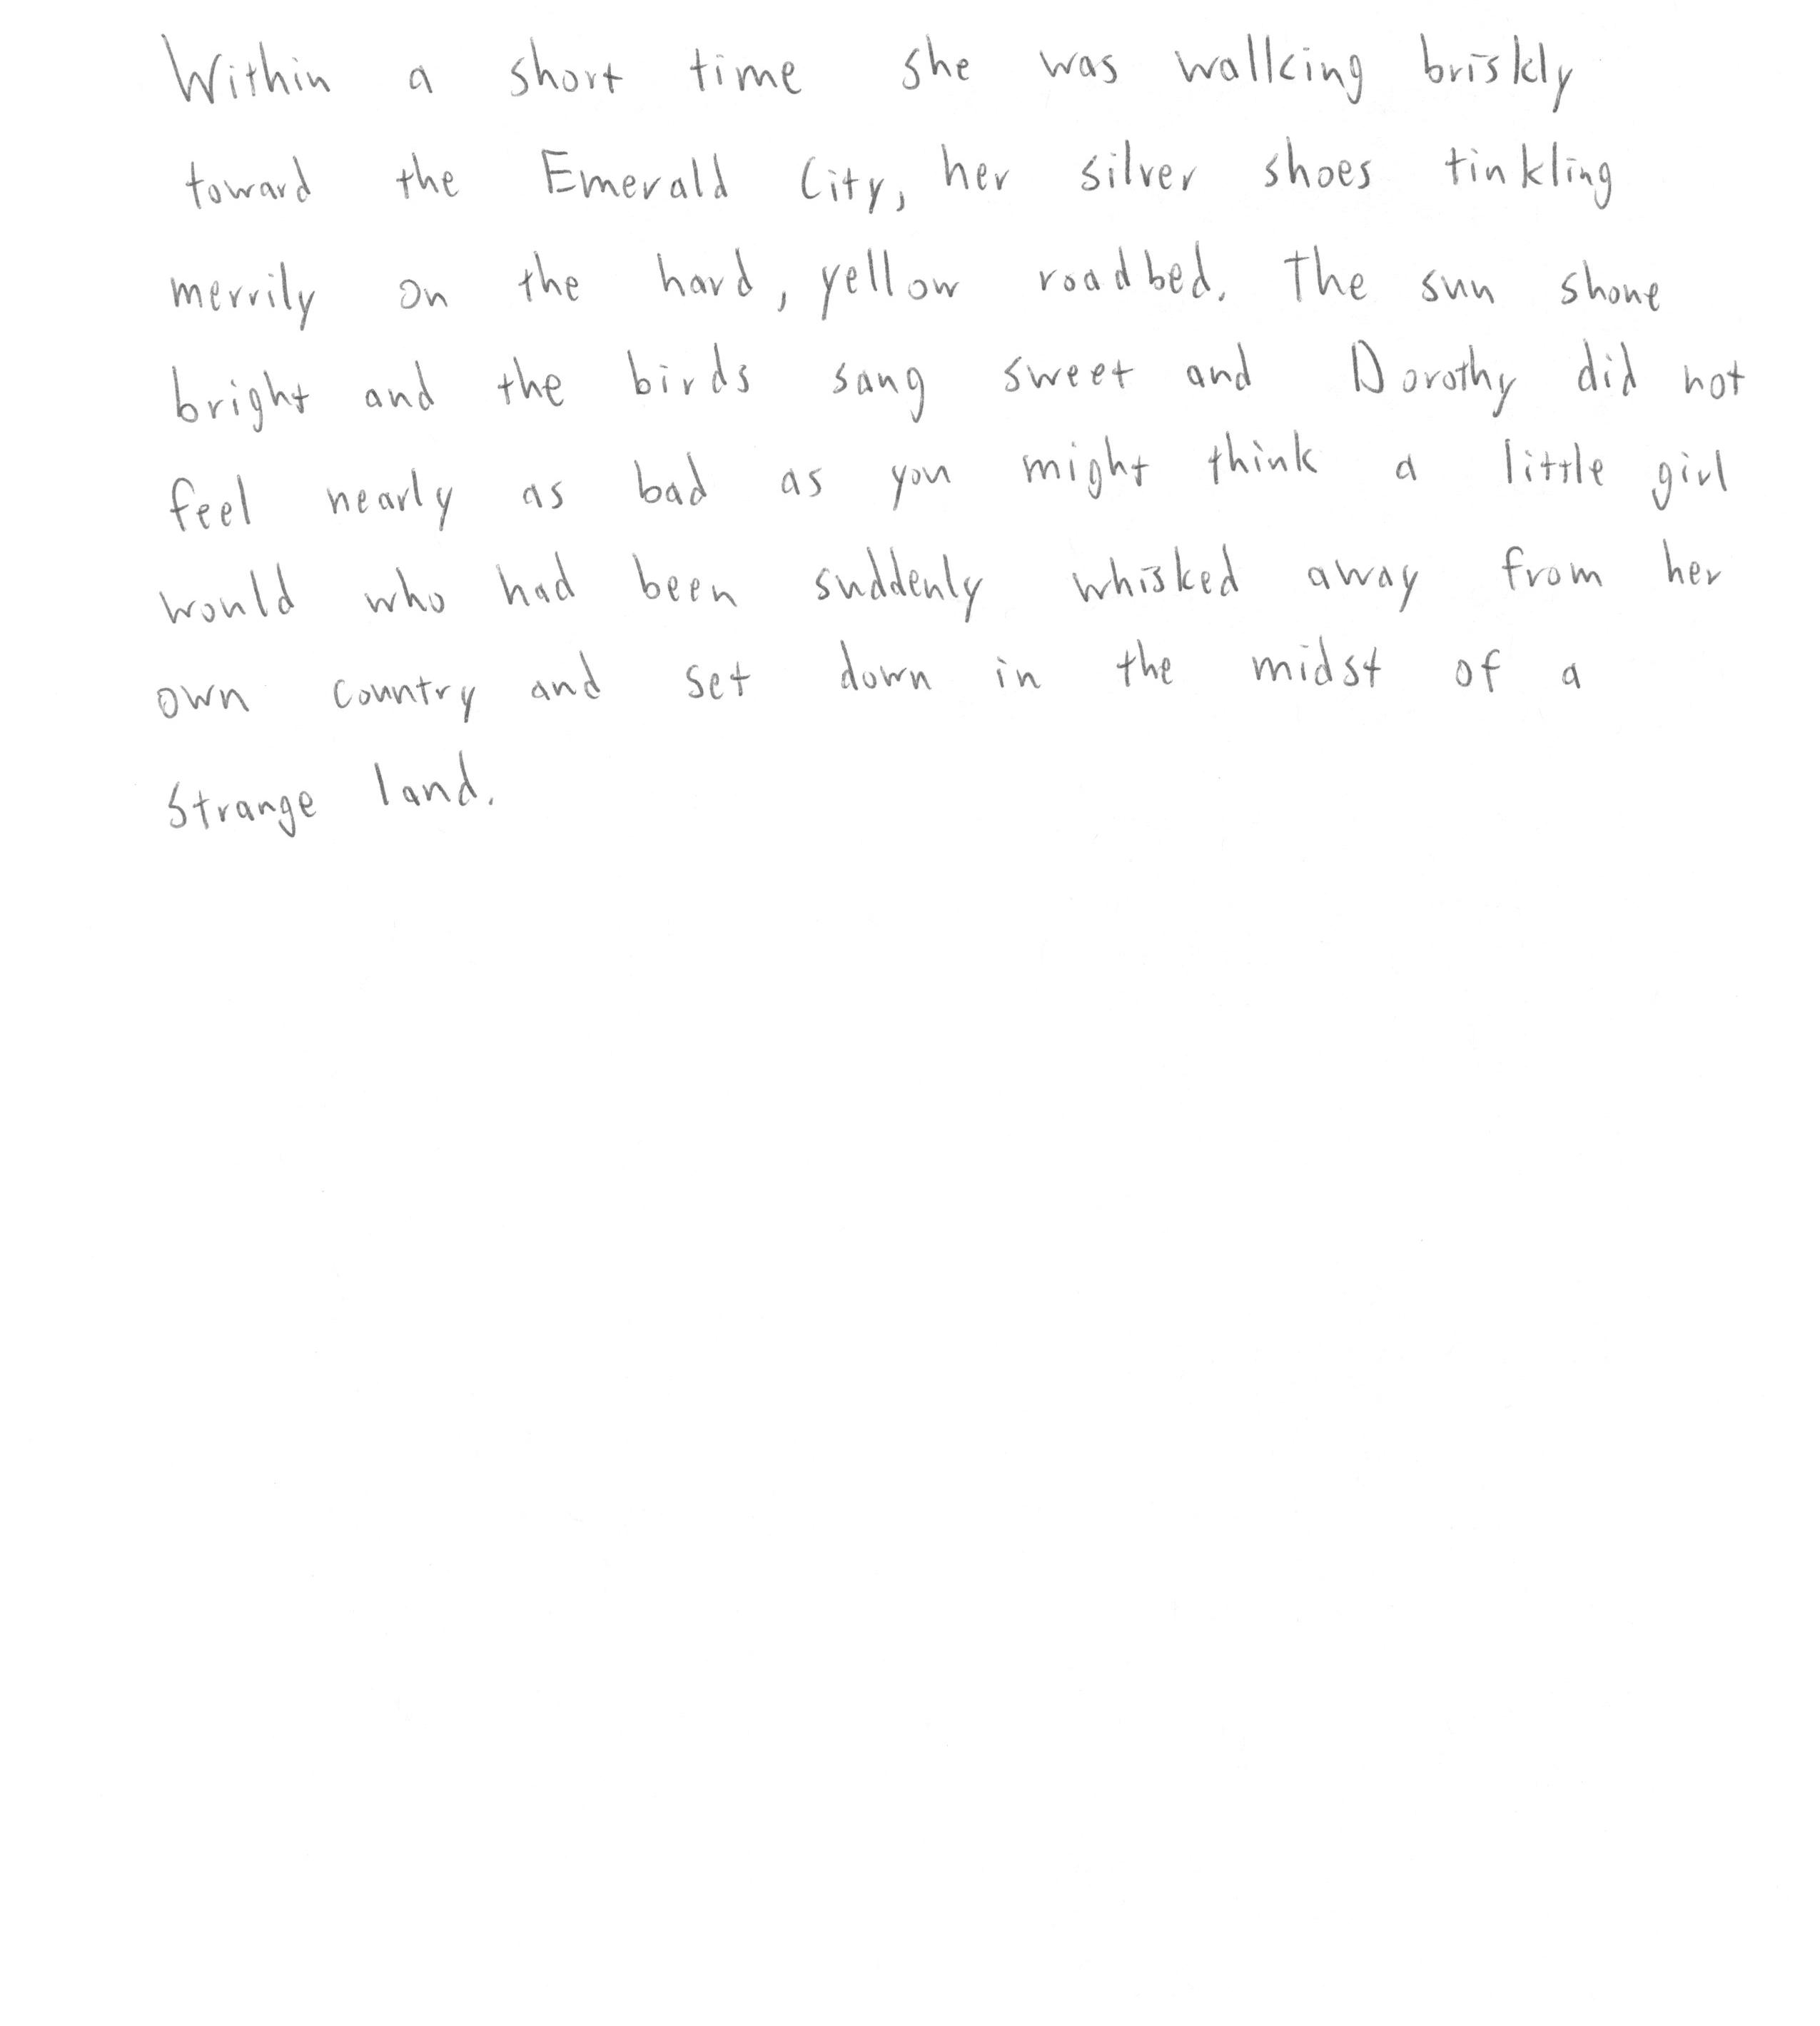 Within a short time she was walking briskly
toward the Emerald City, her silver shoes tinkling
merrily on the hard, yellow roadbed. The sun shone
bright and the birds sang sweet and Dorothy did not
feel nearly as bad as you might think a little girl
would who had been suddenly whisked away from her
own country and set down in the midst of a
strange land.